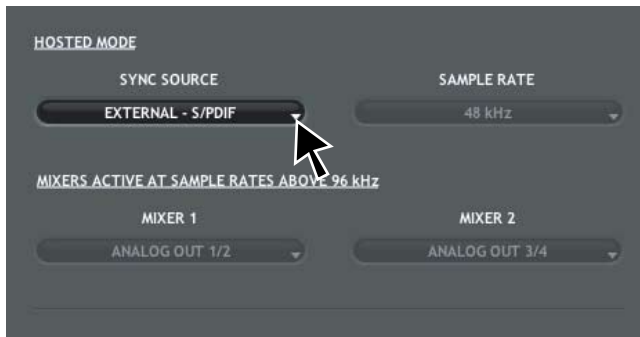 HOSTED MODE
SYNC SOURCE SAMPLE RATE
EXTERNAL - S/PDIF 48 kHz
MIXERS ACTIVE AT SAMPLE RATES ABOVE 96 kHz
MIXER 1 MIXER 2
ANALOG OUT 1/2 ANALOG OUT 3/4